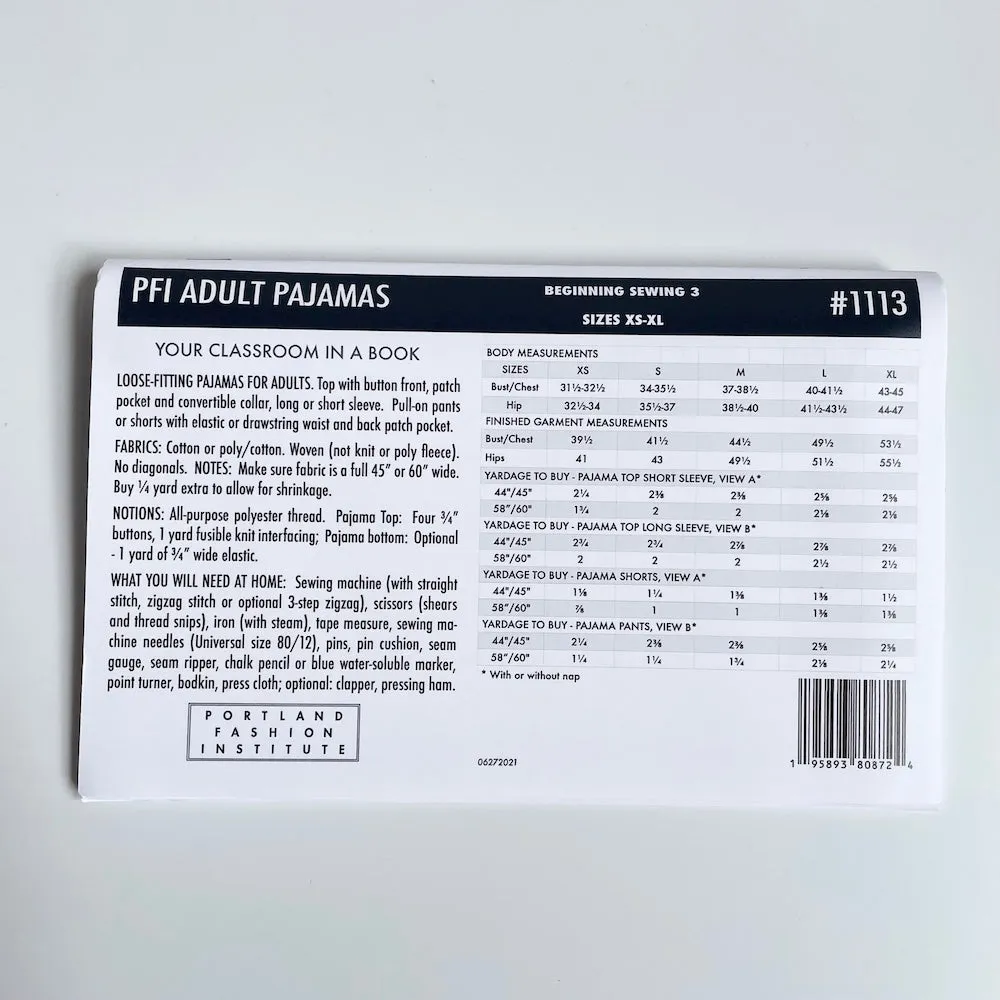 PFI ADULT PAJAMAS
BEGINNING SEWING 3
SIZES XS-XL
#1113
YOUR CLASSROOM IN A BOOK
LOOSE-FITTING PAJAMAS FOR ADULTS. Top with button front, patch
pocket and convertible collar, long or short sleeve. Pull-on pants
or shorts with elastic or drawstring waist and back patch pocket.
FABRICS: Cotton or poly/cotton. Woven (not knit or poly fleece).
No diagonals. NOTES: Make sure fabric is a full 45" or 60" wide.
Buy ¼ yard extra to allow for shrinkage.
NOTIONS: All-purpose polyester thread. Pajama Top: Four ¾"
buttons, 1 yard fusible knit interfacing; Pajama bottom: Optional
- 1 yard of ¾" wide elastic.
WHAT YOU WILL NEED AT HOME: Sewing machine (with straight
stitch, zigzag stitch or optional 3-step zigzag), scissors (shears
and thread snips), iron (with steam), tape measure, sewing ma-
chine needles (Universal size 80/12), pins, pin cushion, seam
gauge, seam ripper, chalk pencil or blue water-soluble marker,
point turner, bodkin, press cloth; optional: clapper, pressing ham.
PORTLAND
FASHION
INSTITUTE
BODY MEASUREMENTS
SIZES XS S M L XL
Bust/Chest 31½-32½ 34-35½ 37-38½ 40-41½ 43-45
Hip 32½-34 35½-37 38½-40 41½-43½ 44-47
FINISHED GARMENT MEASUREMENTS
Bust/Chest 39½ 41½ 44½ 49½ 53½
Hips 41 43 49½ 51½ 55½
YARDAGE TO BUY - PAJAMA TOP SHORT SLEEVE, VIEW A*
44"/45" 2¼ 2⅜ 2⅜ 2⅝ 2⅝
58"/60" 1¾ 2 2 2⅛ 2⅛
YARDAGE TO BUY - PAJAMA TOP LONG SLEEVE, VIEW B*
44"/45" 2¾ 2¾ 2⅞ 2⅞ 2⅞
58"/60" 2 2 2 2½ 2½
YARDAGE TO BUY - PAJAMA SHORTS, VIEW A*
44"/45" 1⅛ 1¼ 1⅜ 1⅜ 1½
58"/60" ⅞ 1 1 1⅜ 1⅜
YARDAGE TO BUY - PAJAMA PANTS, VIEW B*
44"/45" 2¼ 2⅜ 2⅜ 2⅝ 2⅝
58"/60" 1¼ 1¼ 1¾ 2⅛ 2¼
* With or without nap
06272021
1 95893 80872 4